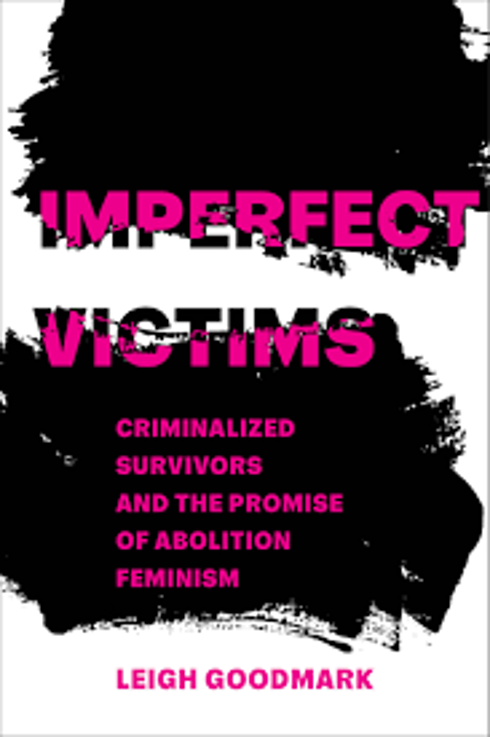 IMPERFECT
VICTIMS
CRIMINALIZED
SURVIVORS
AND THE PROMISE
OF ABOLITION
FEMINISM
LEIGH GOODMARK